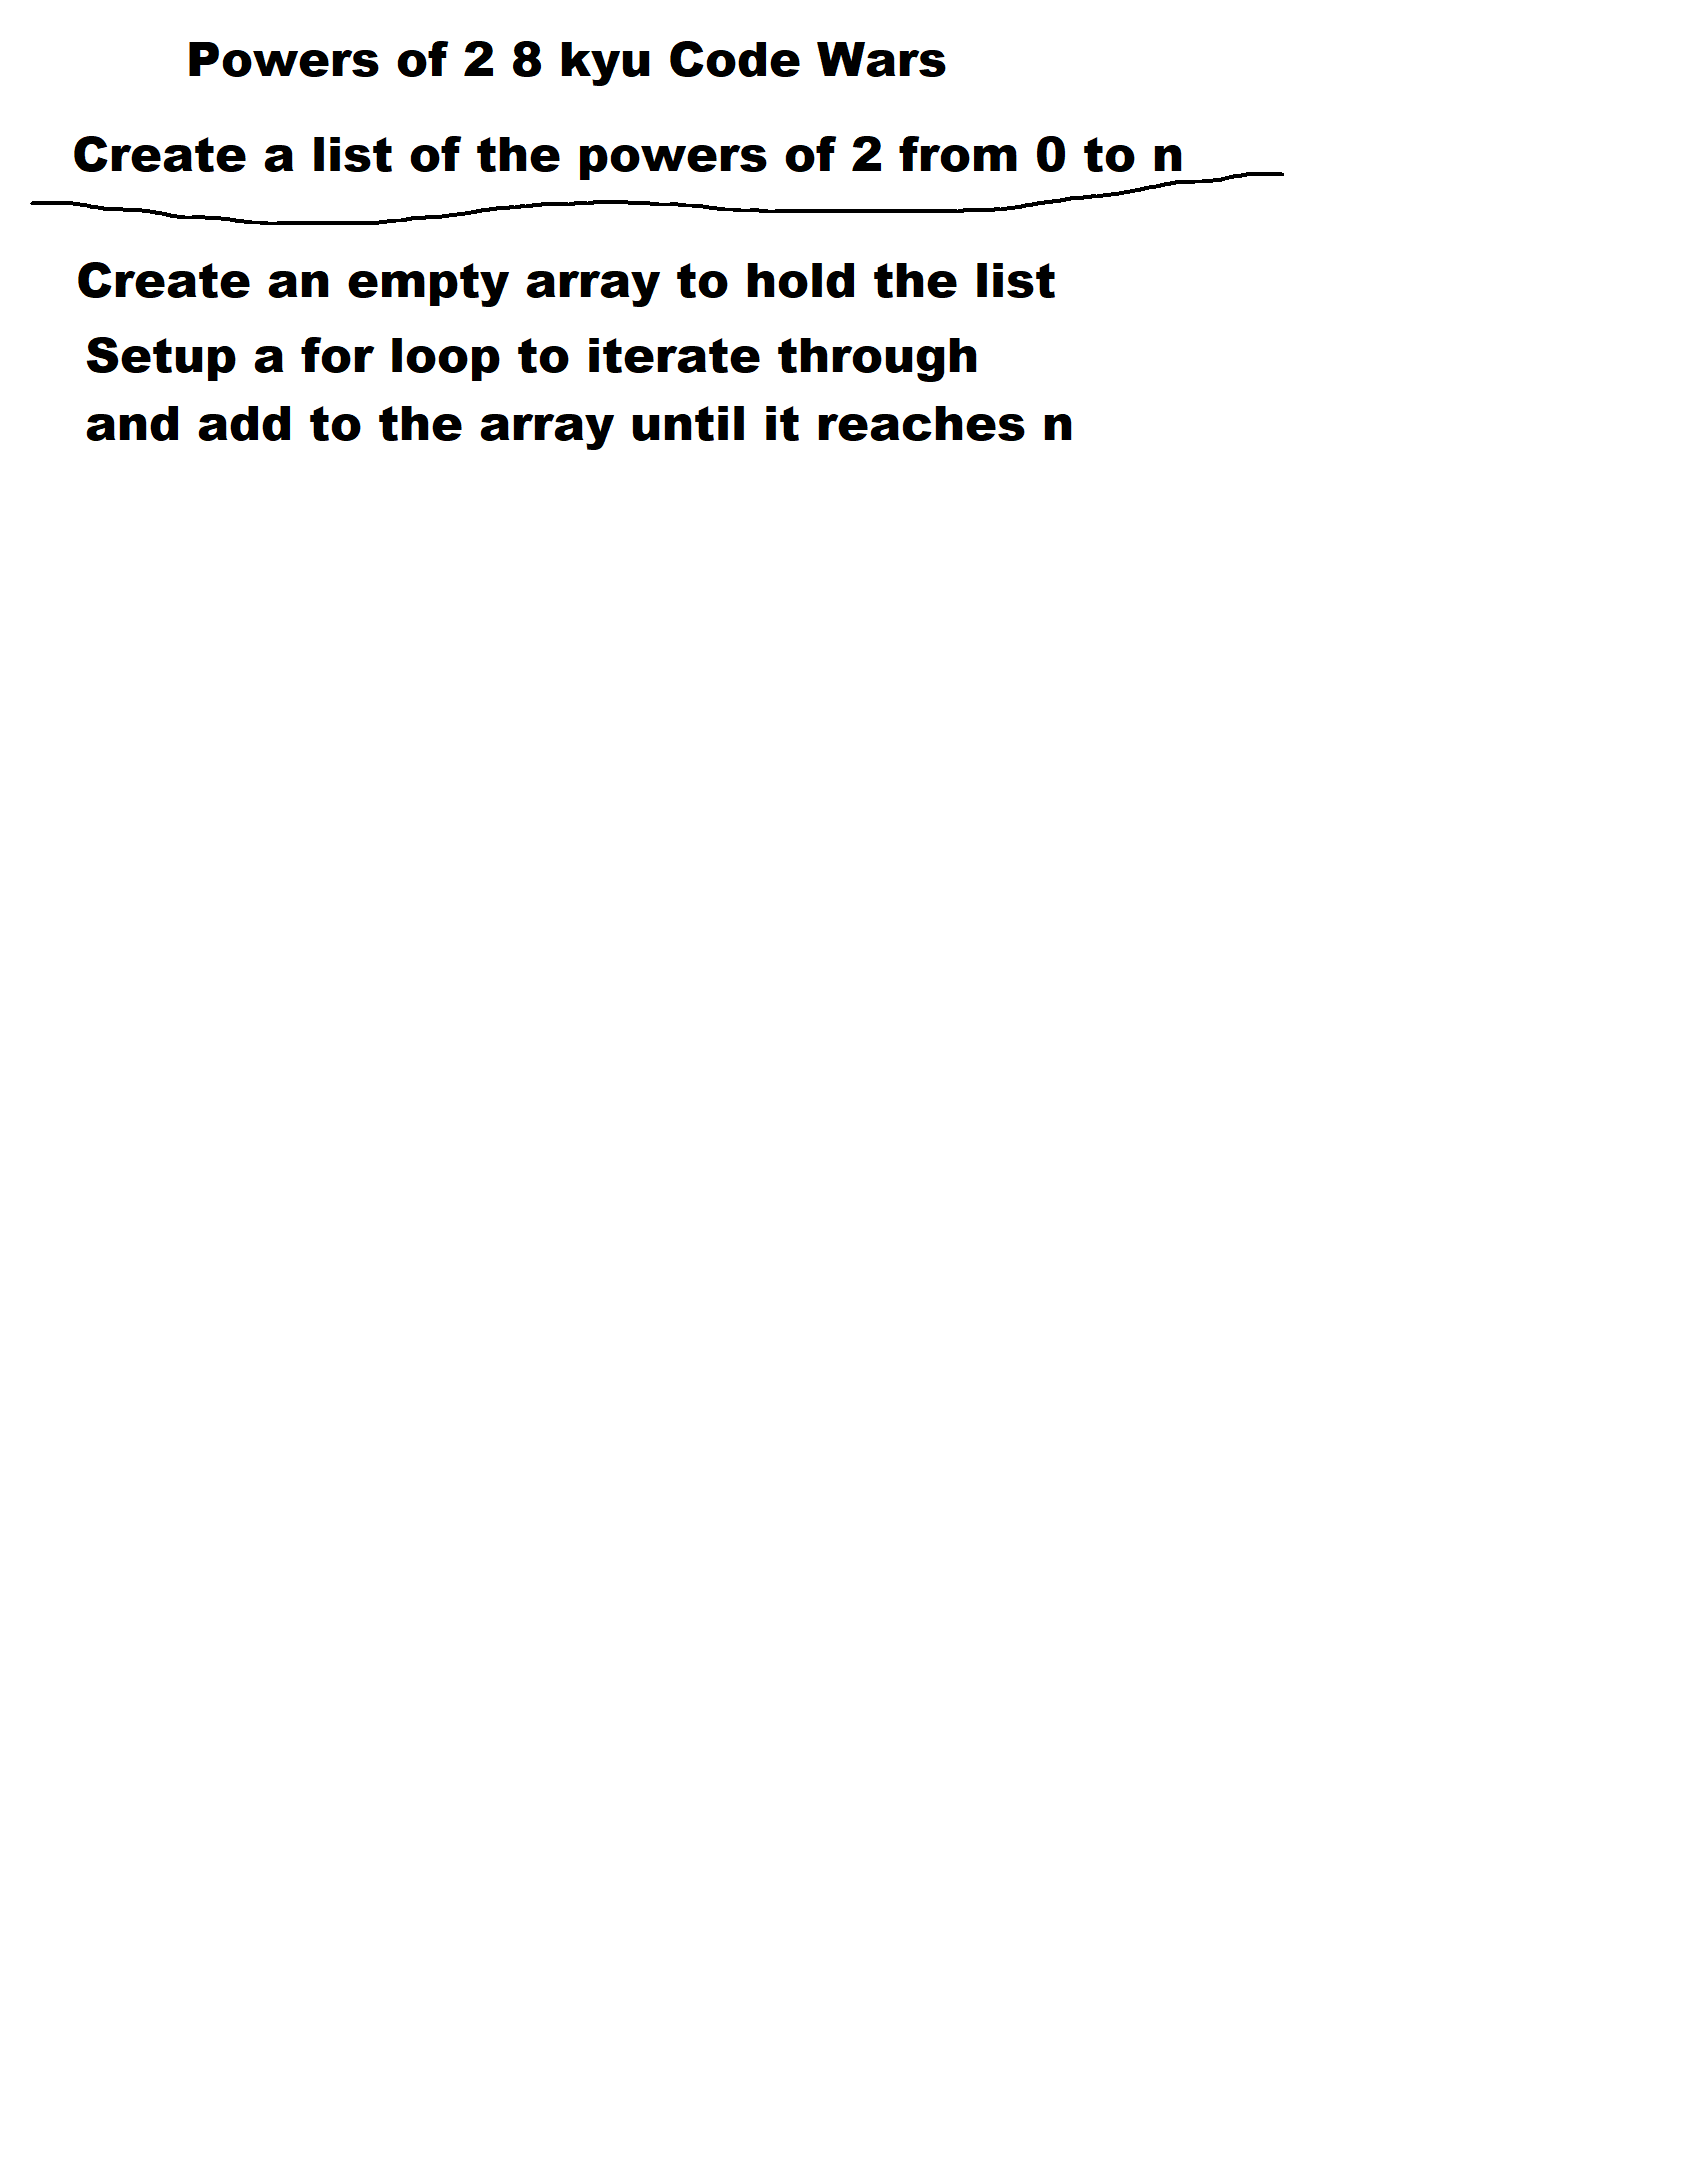 Powers of 2 8 kyu Code Wars
Create a list of the powers of 2 from 0 to n
Create an empty array to hold the list
Setup a for loop to iterate through
and add to the array until it reaches n